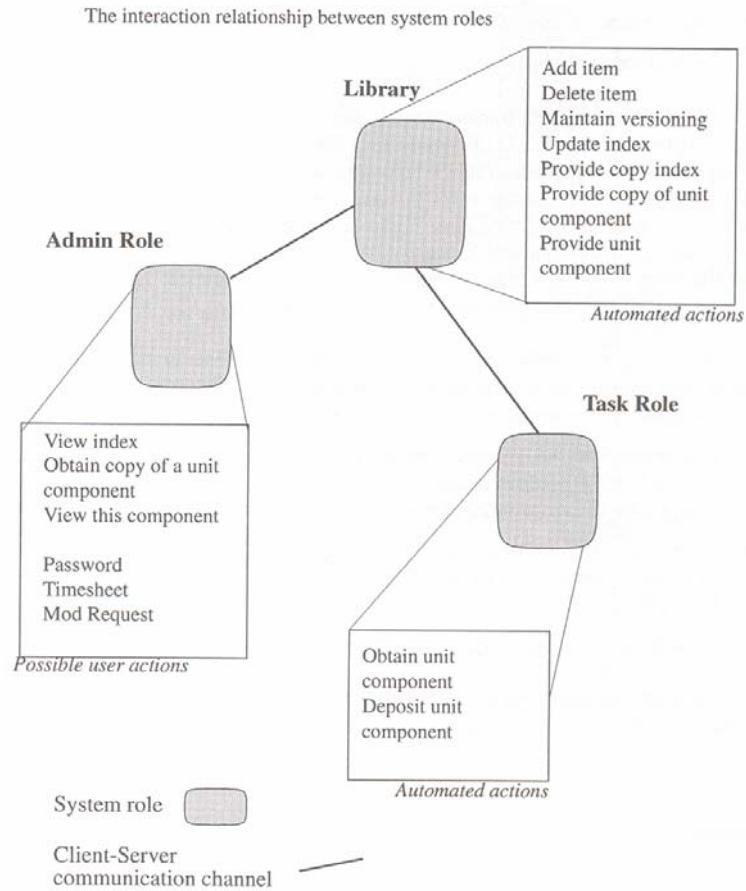 The interaction relationship between system roles
Library
Add item
Delete item
Maintain versioning
Update index
Provide copy index
Provide copy of unit
component
Provide unit
component
Automated actions
Admin Role
View index
Obtain copy of a unit
component
View this component
Password
Timesheet
Mod Request
Possible user actions
Task Role
Obtain unit
component
Deposit unit
component
Automated actions
System role
Client-Server
communication channel